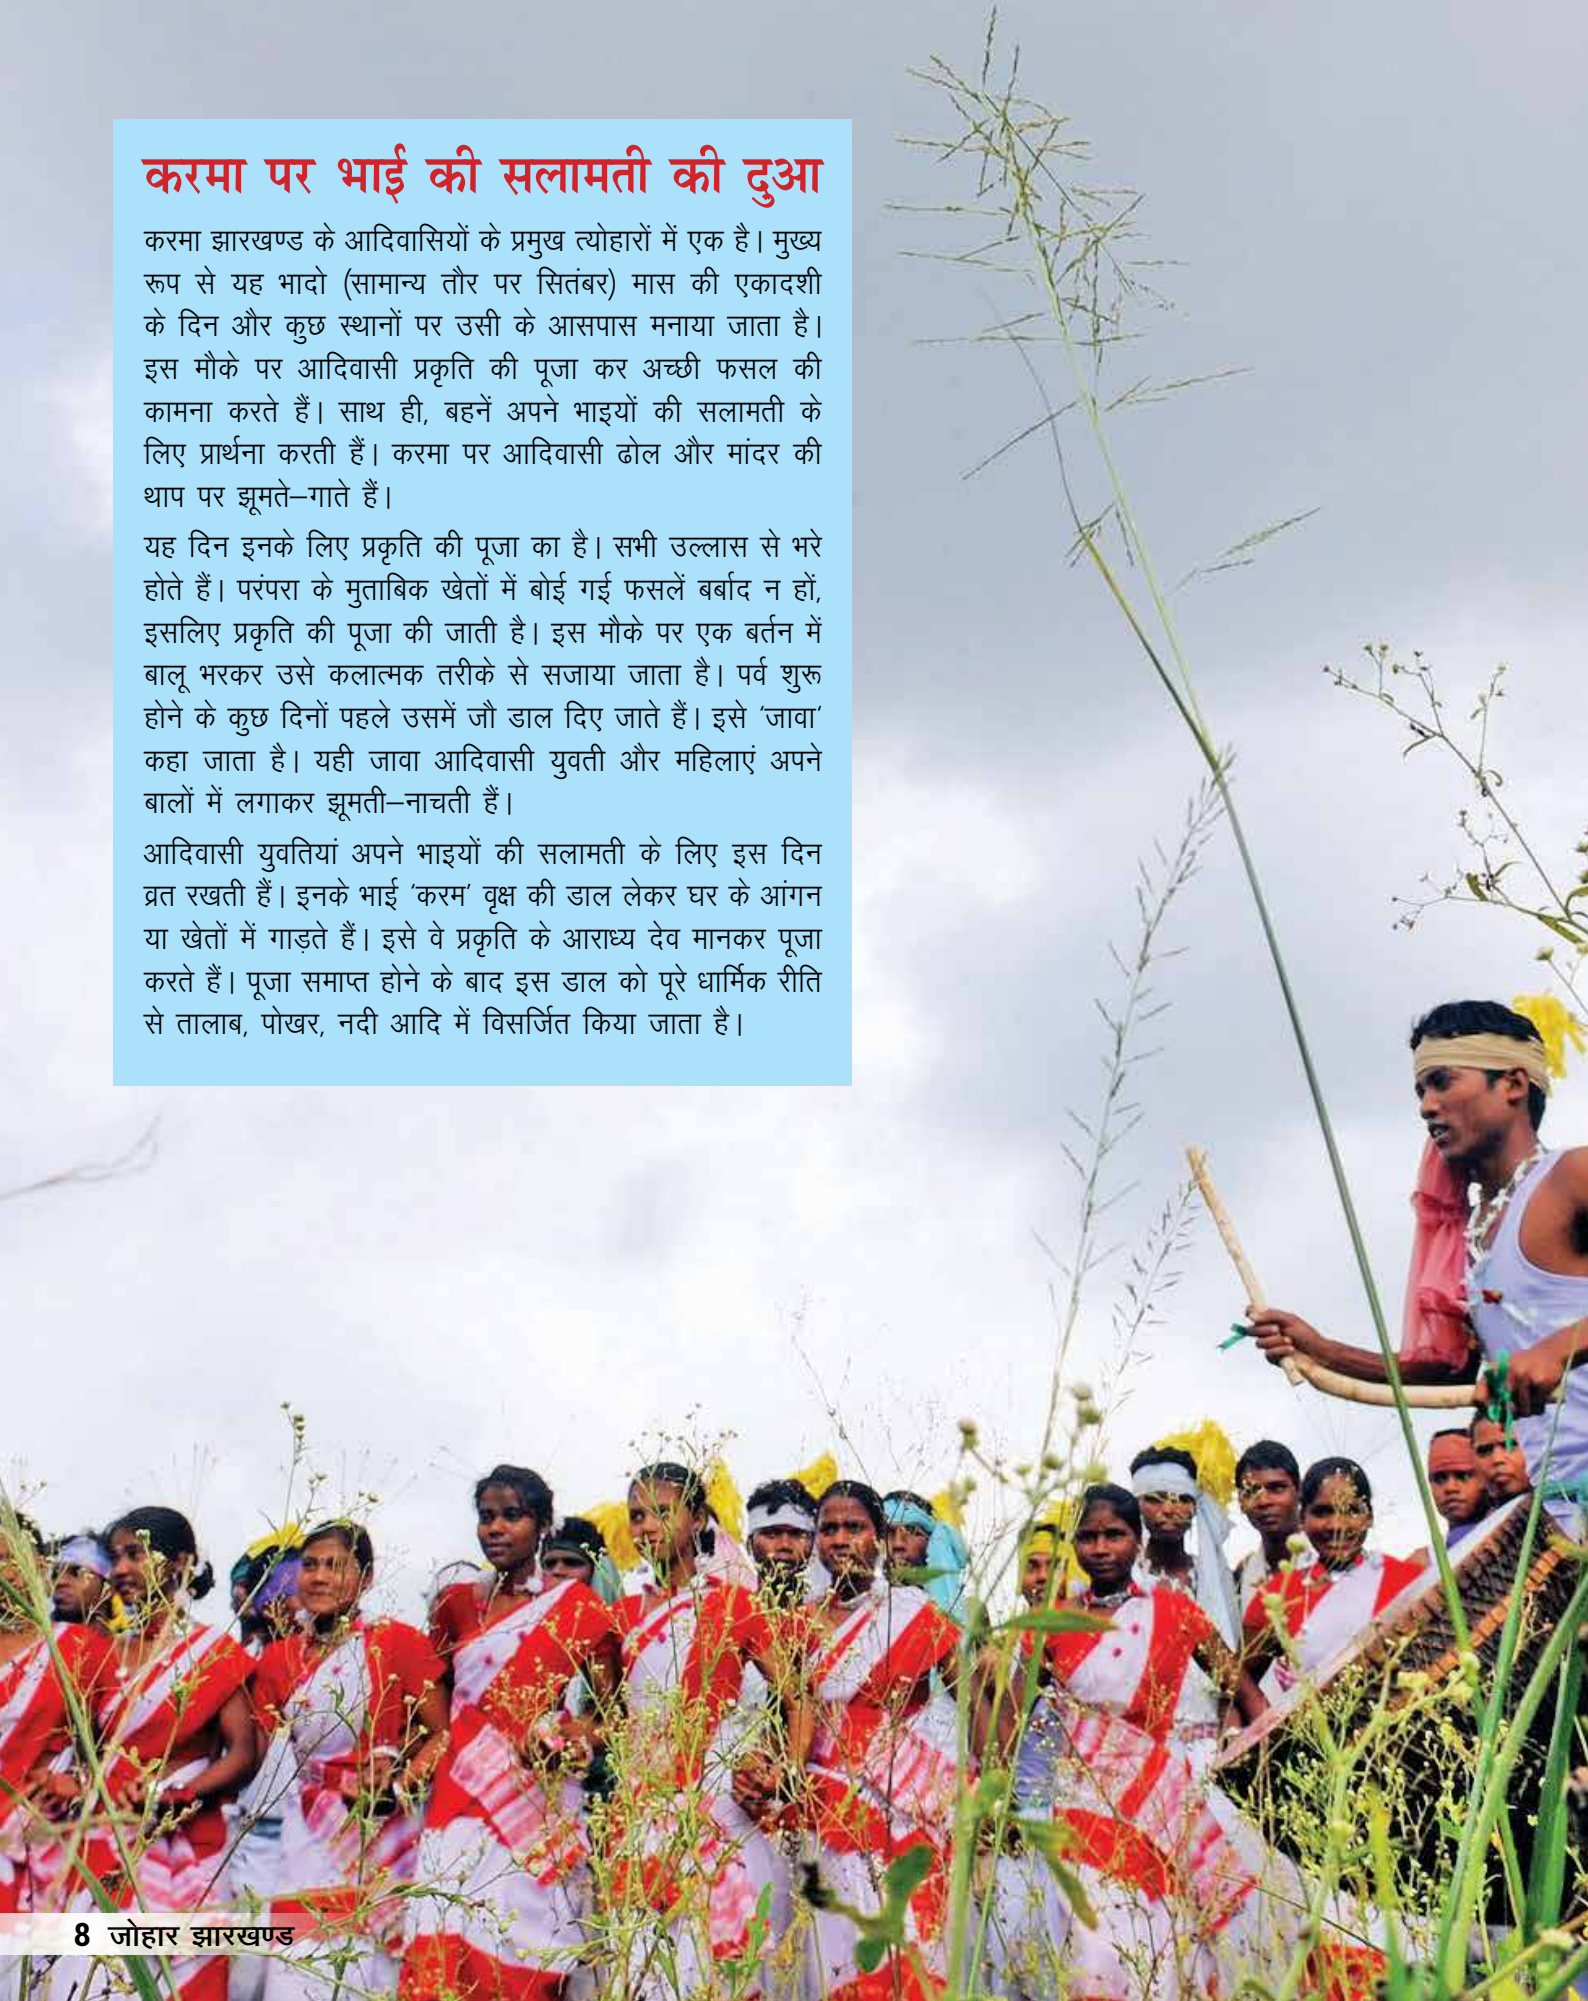 करमा पर भाई की सलामती की दुआ
करमा झारखण्ड के आदिवासियों के प्रमुख त्योहारों में एक है। मुख्य
रूप से यह भादो (सामान्य तौर पर सितंबर) मास की एकादशी
के दिन और कुछ स्थानों पर उसी के आसपास मनाया जाता है।
इस मौके पर आदिवासी प्रकृति की पूजा कर अच्छी फसल की
कामना करते हैं। साथ ही, बहनें अपने भाइयों की सलामती के
लिए प्रार्थना करती हैं। करमा पर आदिवासी ढोल और मांदर की
थाप पर झूमते–गाते हैं।
यह दिन इनके लिए प्रकृति की पूजा का है। सभी उल्लास से भरे
होते हैं। परंपरा के मुताबिक खेतों में बोई गई फसलें बर्बाद न हों,
इसलिए प्रकृति की पूजा की जाती है। इस मौके पर एक बर्तन में
बालू भरकर उसे कलात्मक तरीके से सजाया जाता है। पर्व शुरू
होने के कुछ दिनों पहले उसमें जौ डाल दिए जाते हैं। इसे ‘जावा‘
कहा जाता है। यही जावा आदिवासी युवती और महिलाएं अपने
बालों में लगाकर झूमती–नाचती हैं।
आदिवासी युवतियां अपने भाइयों की सलामती के लिए इस दिन
व्रत रखती हैं। इनके भाई ‘करम’ वृक्ष की डाल लेकर घर के आंगन
या खेतों में गाड़ते हैं। इसे वे प्रकृति के आराध्य देव मानकर पूजा
करते हैं। पूजा समाप्त होने के बाद इस डाल को पूरे धार्मिक रीति
से तालाब, पोखर, नदी आदि में विसर्जित किया जाता है।
8 जोहार झारखण्ड